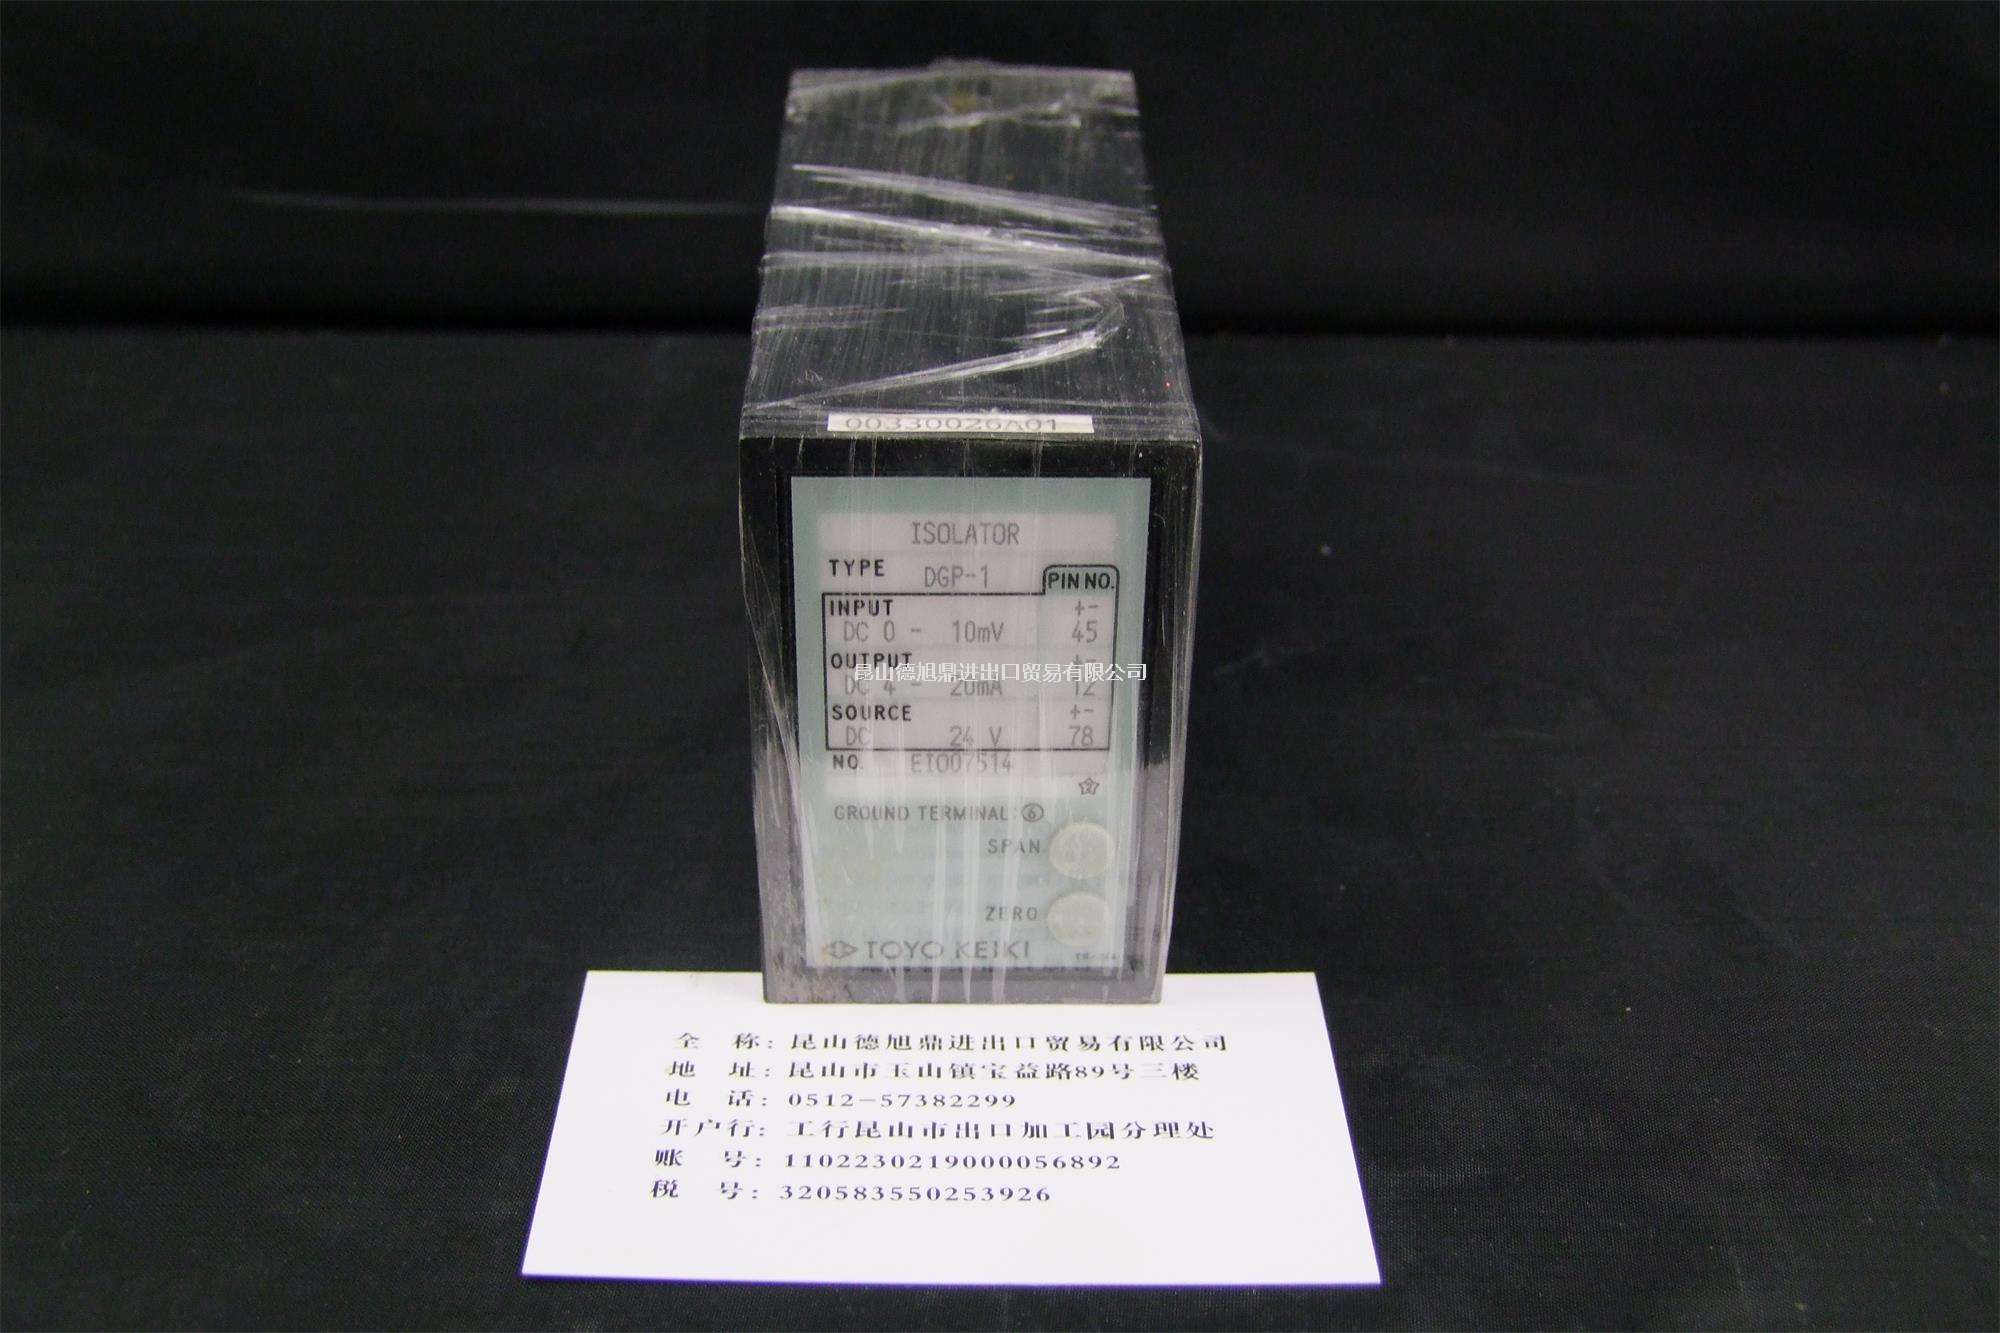 00330026A01
ISOLATOR
TYPE DGP-1
PIN NO.
INPUT + -
DC 0 - 10mV 45
OUTPUT + -
昆山德旭鼎进出口贸易有限公司
DC 4 - 20mA 12
SOURCE + -
DC 24 V 78
NO. EI007514
2
GROUND TERMINAL: ⑥
SPAN
ZERO
TOYO KEIKI
全 称: 昆山德旭鼎进出口贸易有限公司
地 址: 昆山市玉山镇宝益路89号三楼
电 话: 0512-57382299
开户行: 工行昆山市出口加工园分理处
账 号: 1102230219000056892
税 号: 320583550253926